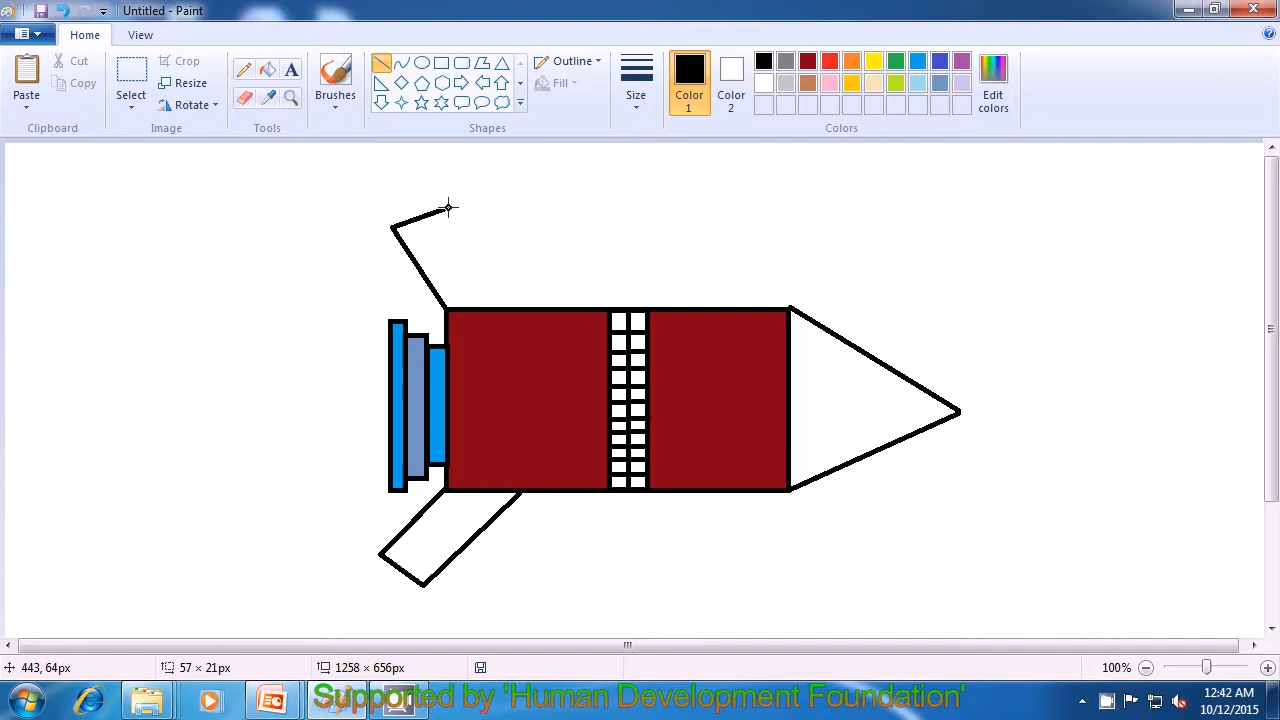 Untitled - Paint
Home
View
Paste
Cut
Copy
Clipboard
Select
Crop
Resize
Rotate
Image
Tools
Brushes
Outline
Fill
Shapes
Size
Color
1
Color
2
Edit
colors
Colors
443, 64px
57 × 21px
1258 × 656px
100%
Supported by 'Human Development Foundation'
12:42 AM
10/12/2015